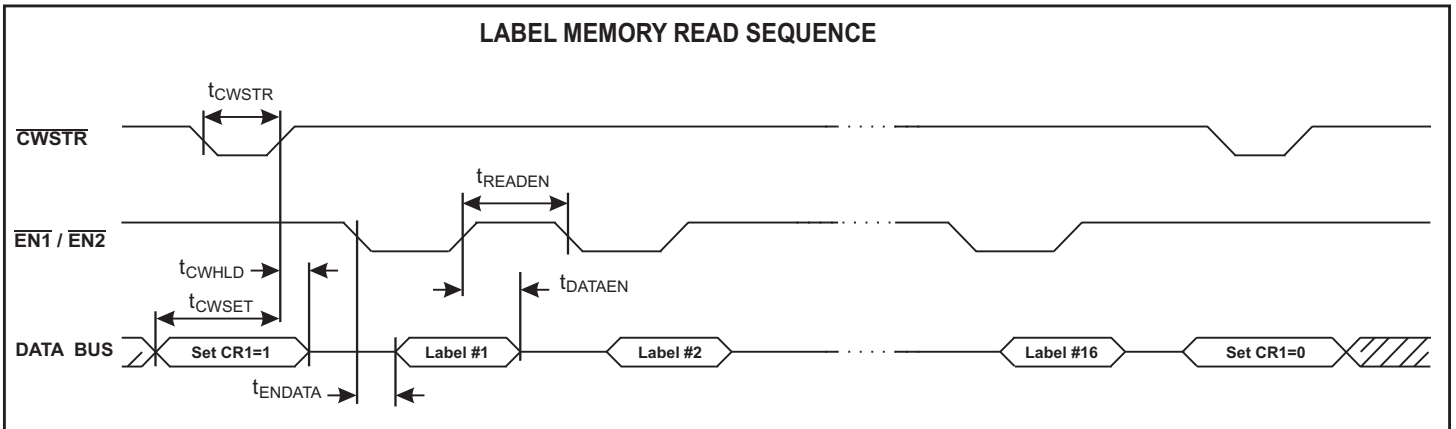 LABEL MEMORY READ SEQUENCE
tCWSTR
CWSTR
tREADEN
EN1 / EN2
tCWHLD
tDATAEN
tCWSET
DATA BUS Set CR1=1 Label #1 Label #2 Label #16 Set CR1=0
tENDATA